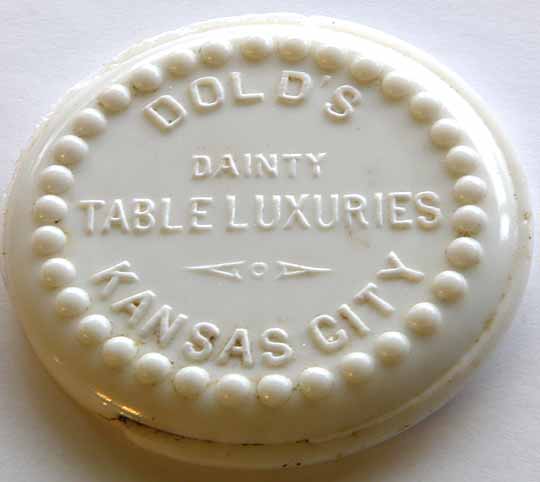 DOLD'S
DAINTY
TABLE LUXURIES
KANSAS CITY